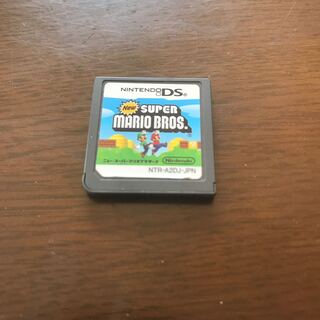 NINTENDO DS
New
SUPER
MARIO BROS.
ニュー スーパーマリオブラザーズ
Nintendo
NTR-A2DJ-JPN